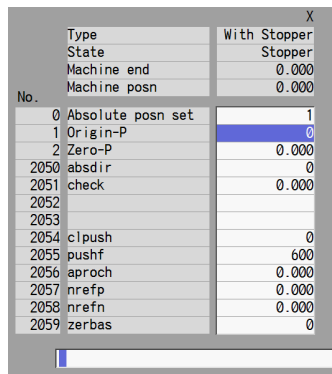 X
Type With Stopper
State Stopper
Machine end 0.000
Machine posn 0.000
No.
0 Absolute posn set 1
1 Origin-P 0
2 Zero-P 0.000
2050 absdir 0
2051 check 0.000
2052
2053
2054 clpush 0
2055 pushf 600
2056 aproch 0.000
2057 nrefp 0.000
2058 nrefn 0.000
2059 zerbas 0